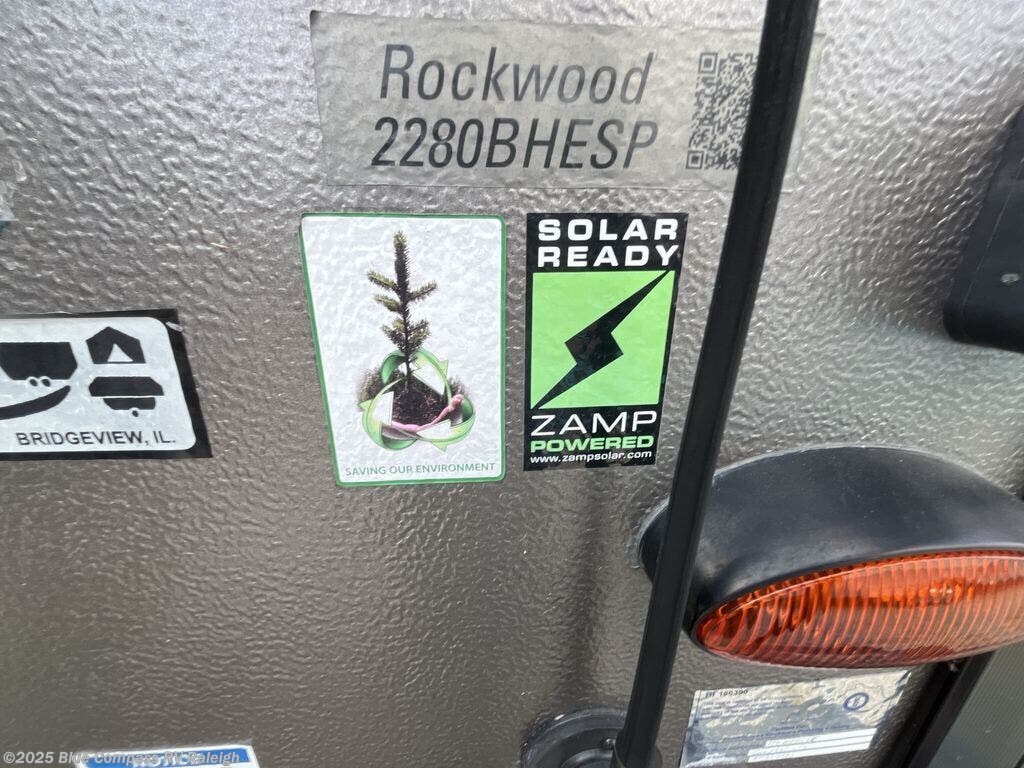 Rockwood
2280BHESP
SOLAR
READY
ZAMP
POWERED
www.zampsolar.com
SAVING OUR ENVIRONMENT
BRIDGEVIEW, IL.
©2025 Blue Compass RV Raleigh